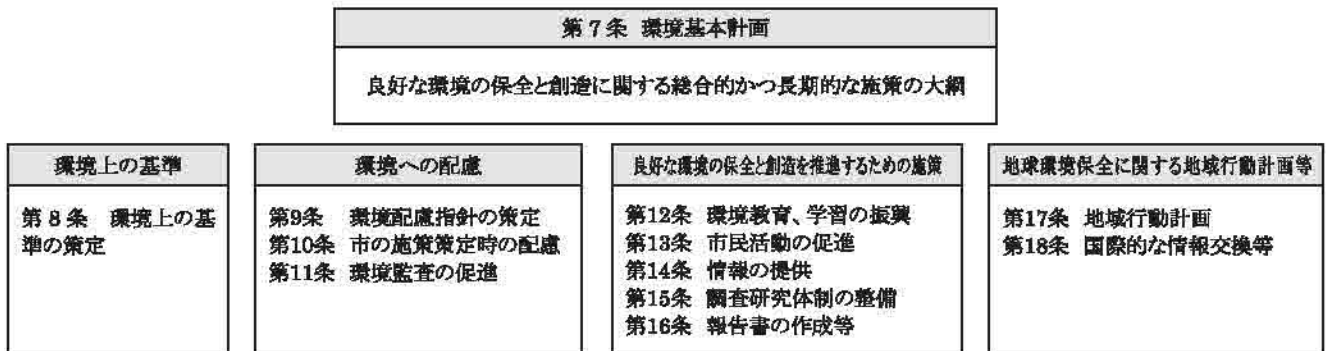 第7条 環境基本計画
良好な環境の保全と創造に関する総合的かつ長期的な施策の大綱
環境上の基準
第8条 環境上の基
準の策定
環境への配慮
第9条 環境配慮指針の策定
第10条 市の施策策定時の配慮
第11条 環境監査の促進
良好な環境の保全と創造を推進するための施策
第12条 環境教育、学習の振興
第13条 市民活動の促進
第14条 情報の提供
第15条 調査研究体制の整備
第16条 報告書の作成等
地球環境保全に関する地域行動計画等
第17条 地域行動計画
第18条 国際的な情報交換等